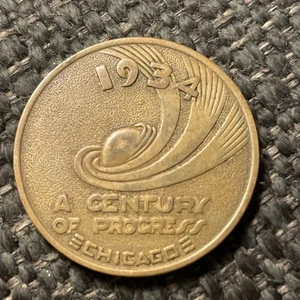 1934
A CENTURY
OF PROGRESS
CHICAGO